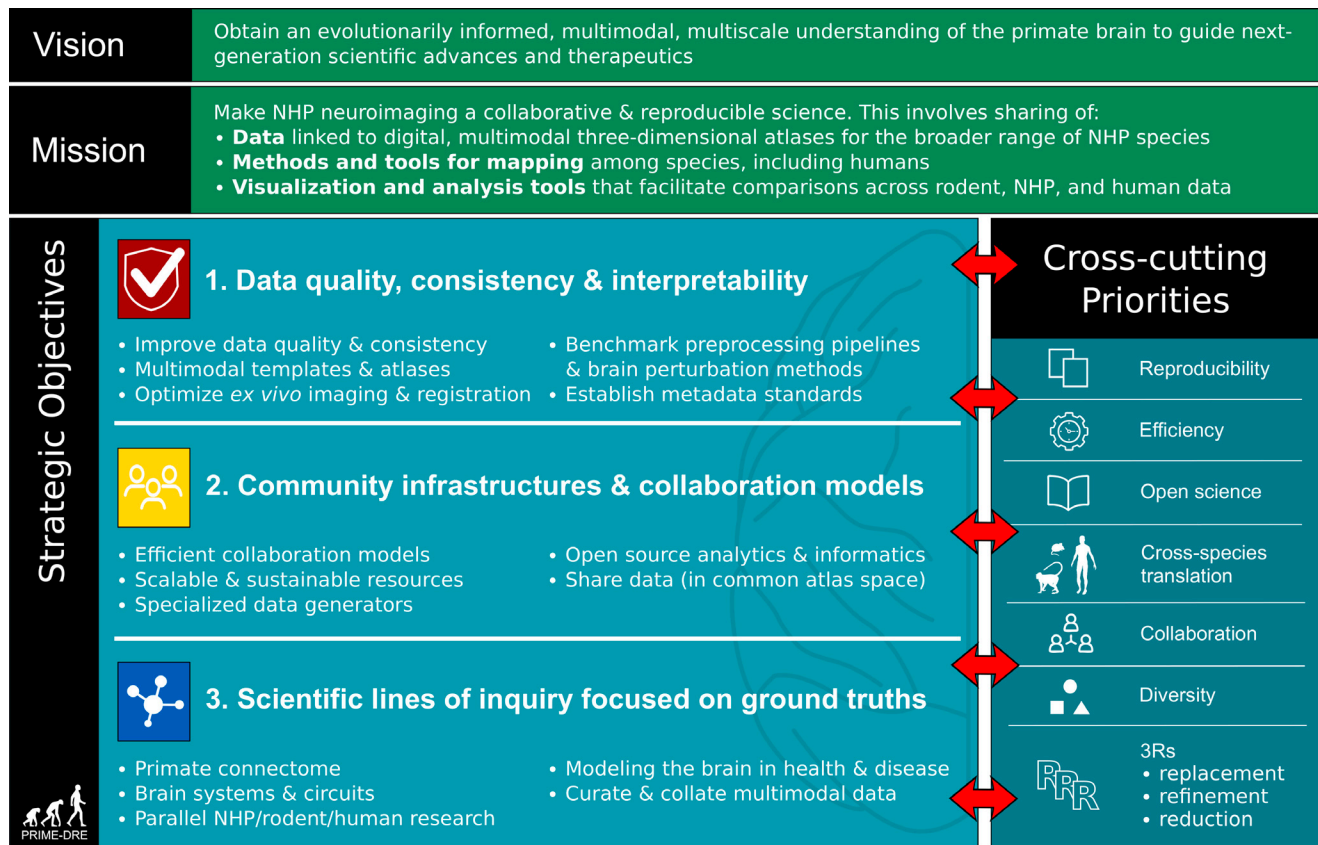 Vision
Obtain an evolutionarily informed, multimodal, multiscale understanding of the primate brain to guide next-
generation scientific advances and therapeutics
Mission
Make NHP neuroimaging a collaborative & reproducible science. This involves sharing of:
• Data linked to digital, multimodal three-dimensional atlases for the broader range of NHP species
• Methods and tools for mapping among species, including humans
• Visualization and analysis tools that facilitate comparisons across rodent, NHP, and human data
Strategic Objectives
1. Data quality, consistency & interpretability
• Improve data quality & consistency
• Multimodal templates & atlases
• Optimize ex vivo imaging & registration
• Benchmark preprocessing pipelines
& brain perturbation methods
• Establish metadata standards
2. Community infrastructures & collaboration models
• Efficient collaboration models
• Scalable & sustainable resources
• Specialized data generators
• Open source analytics & informatics
• Share data (in common atlas space)
3. Scientific lines of inquiry focused on ground truths
• Primate connectome
• Brain systems & circuits
• Parallel NHP/rodent/human research
• Modeling the brain in health & disease
• Curate & collate multimodal data
PRIME-DRE
Cross-cutting
Priorities
Reproducibility
Efficiency
Open science
Cross-species
translation
Collaboration
Diversity
RRR
3Rs
• replacement
• refinement
• reduction